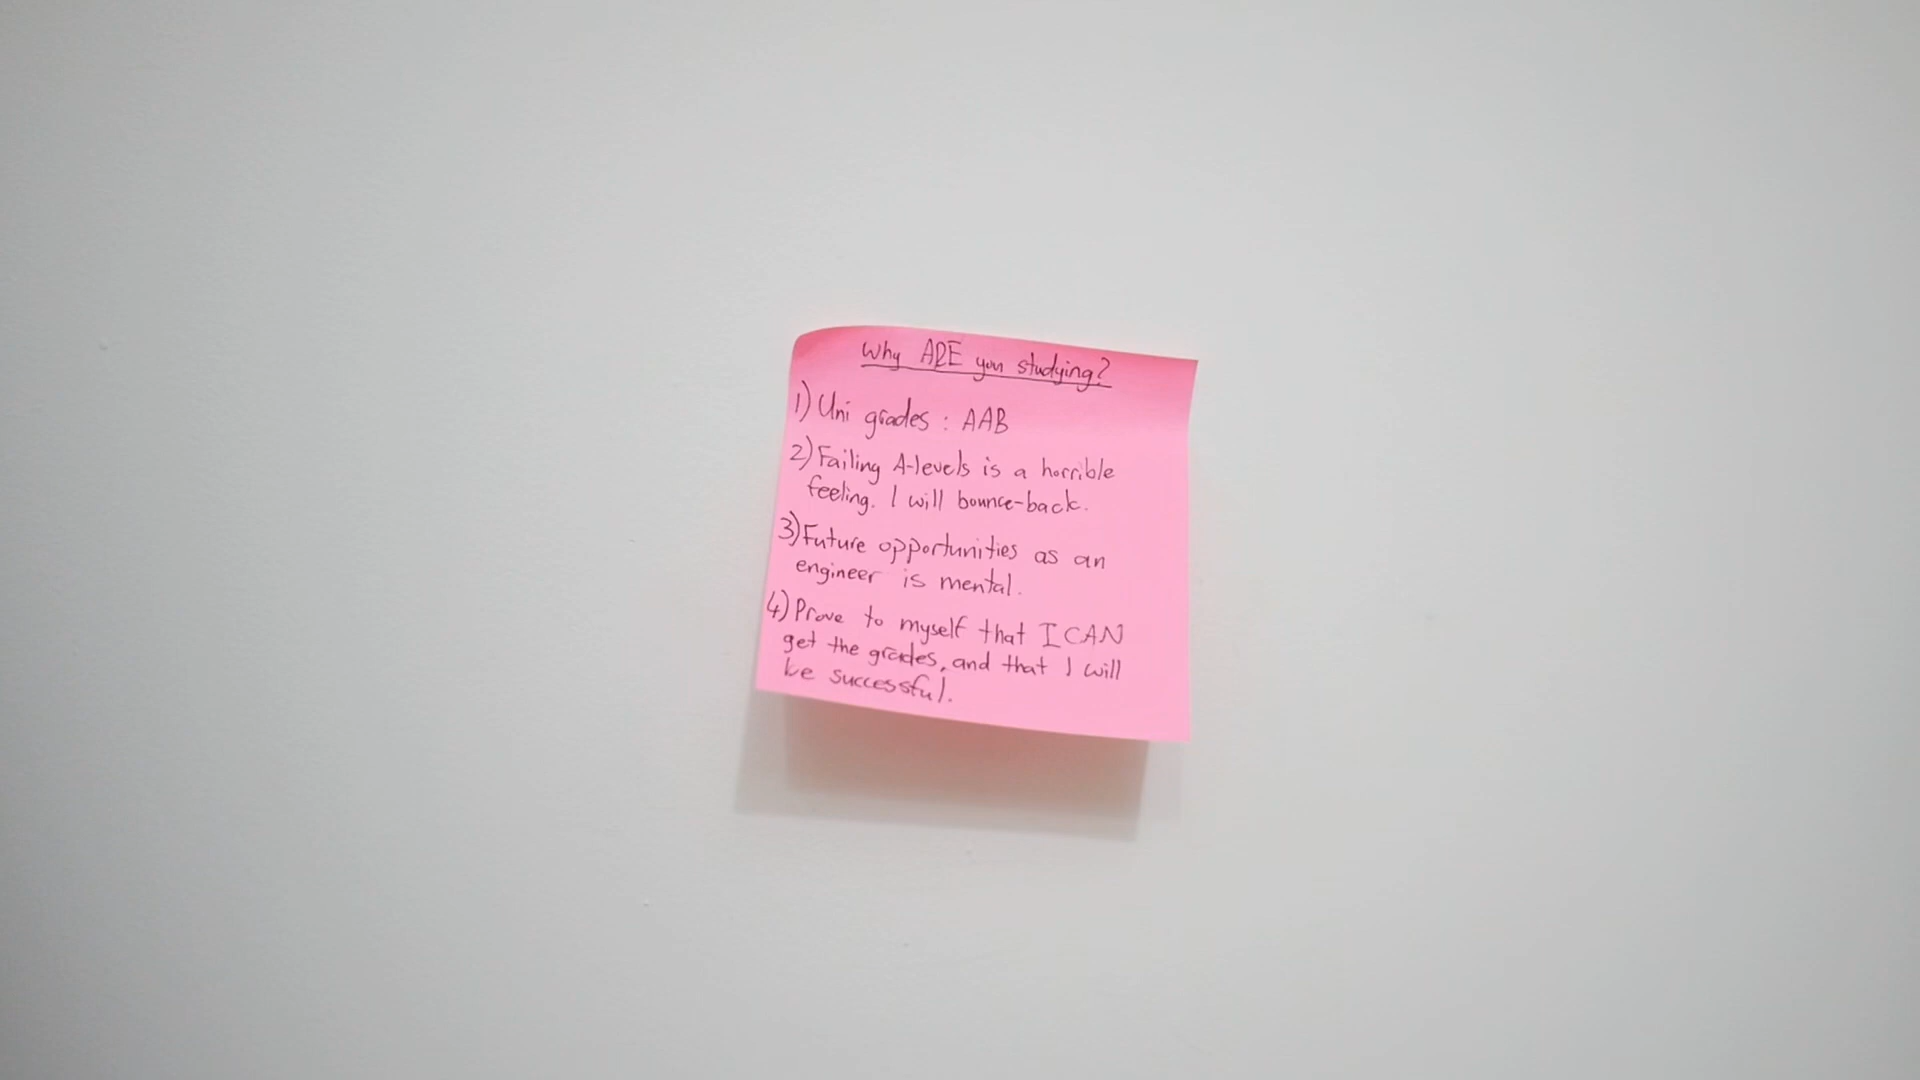 Why ARE you studying?
1) Uni grades : AAB
2) Failing A-levels is a horrible
feeling. I will bounce-back.
3) Future opportunities as an
engineer is mental.
4) Prove to myself that I CAN
get the grades, and that I will
be successful.